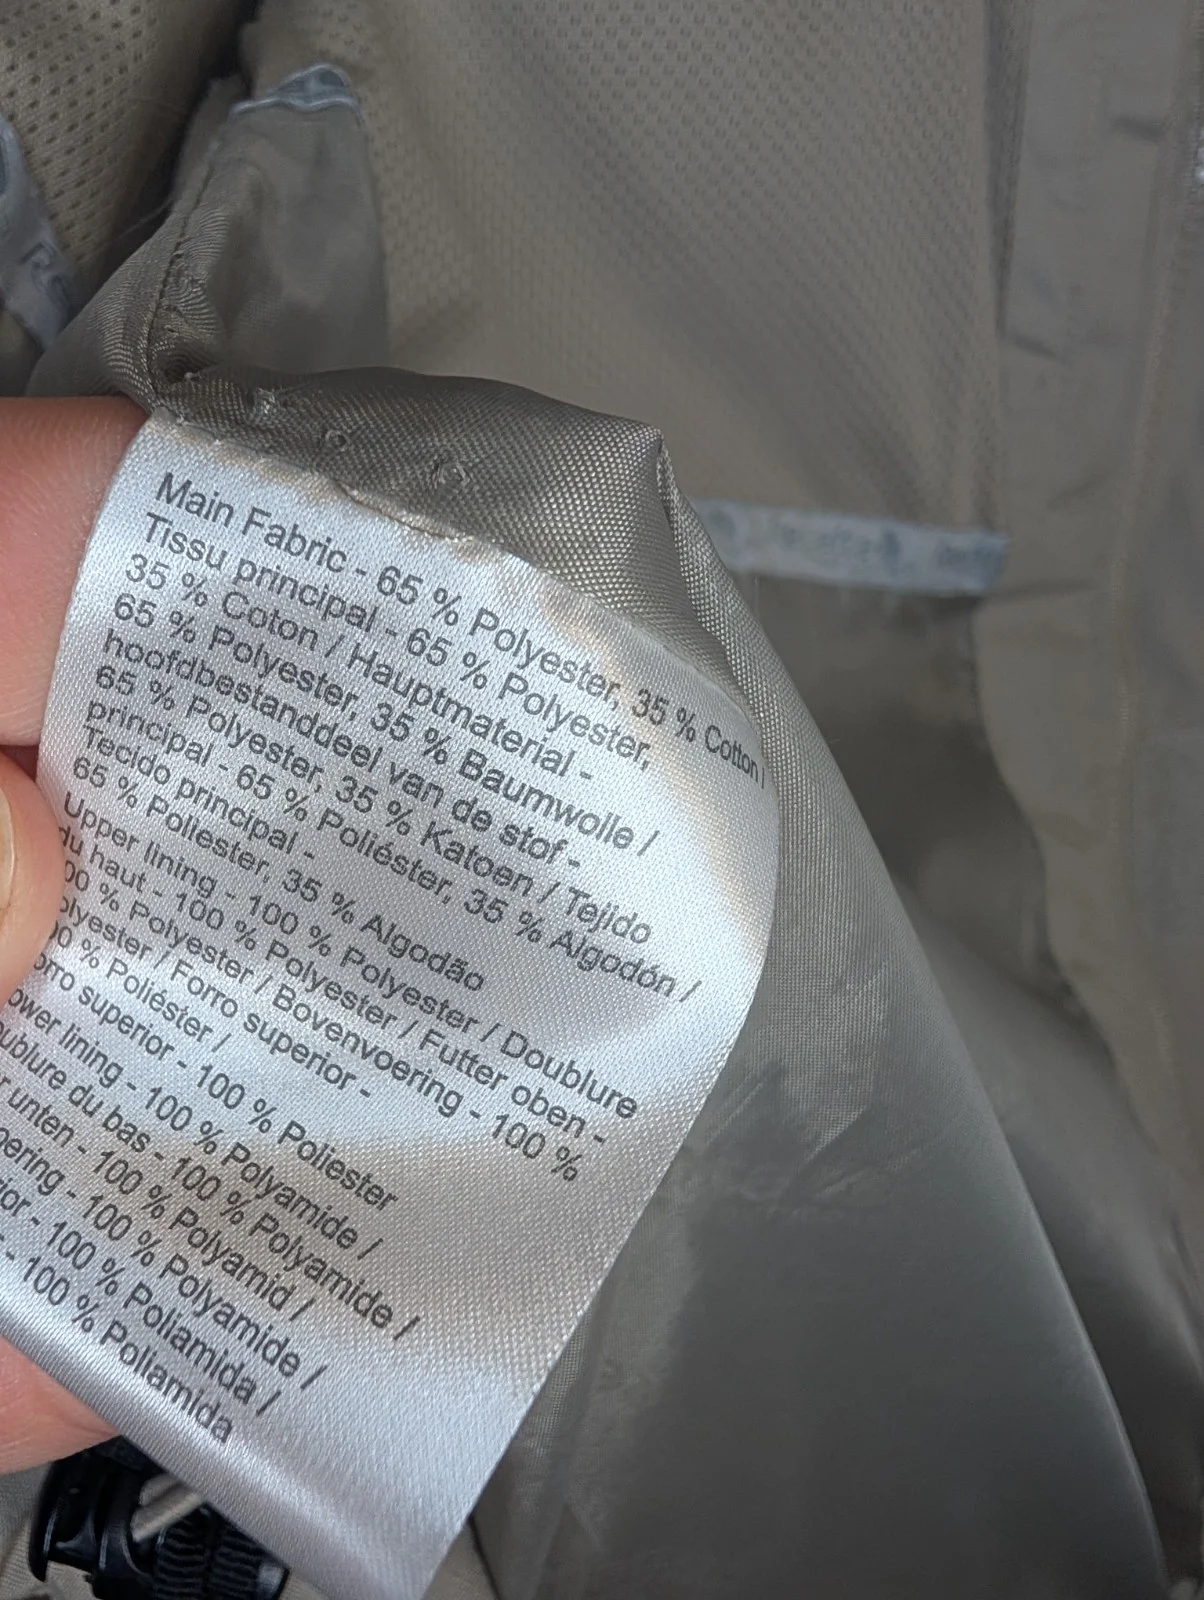 Main Fabric - 65 % Polyester, 35 % Cotton /
Tissu principal - 65 % Polyester,
35 % Coton / Hauptmaterial -
65 % Polyester, 35 % Baumwolle /
hoofdbestanddeel van de stof -
65 % Polyester, 35 % Katoen / Tejido
principal - 65 % Poliéster, 35 % Algodón /
Tecido principal -
65 % Poliester, 35 % Algodão
Upper lining - 100 % Polyester / Doublure
du haut - 100 % Polyester / Futter oben -
00 % Polyester / Bovenvoering - 100 %
olyester / Forro superior -
00 % Poliéster /
orro superior - 100 % Poliester
ower lining - 100 % Polyamide /
oublure du bas - 100 % Polyamide /
r unten - 100 % Polyamid /
oering - 100 % Polyamide /
rior - 100 % Poliamida /
- 100 % Poliamida